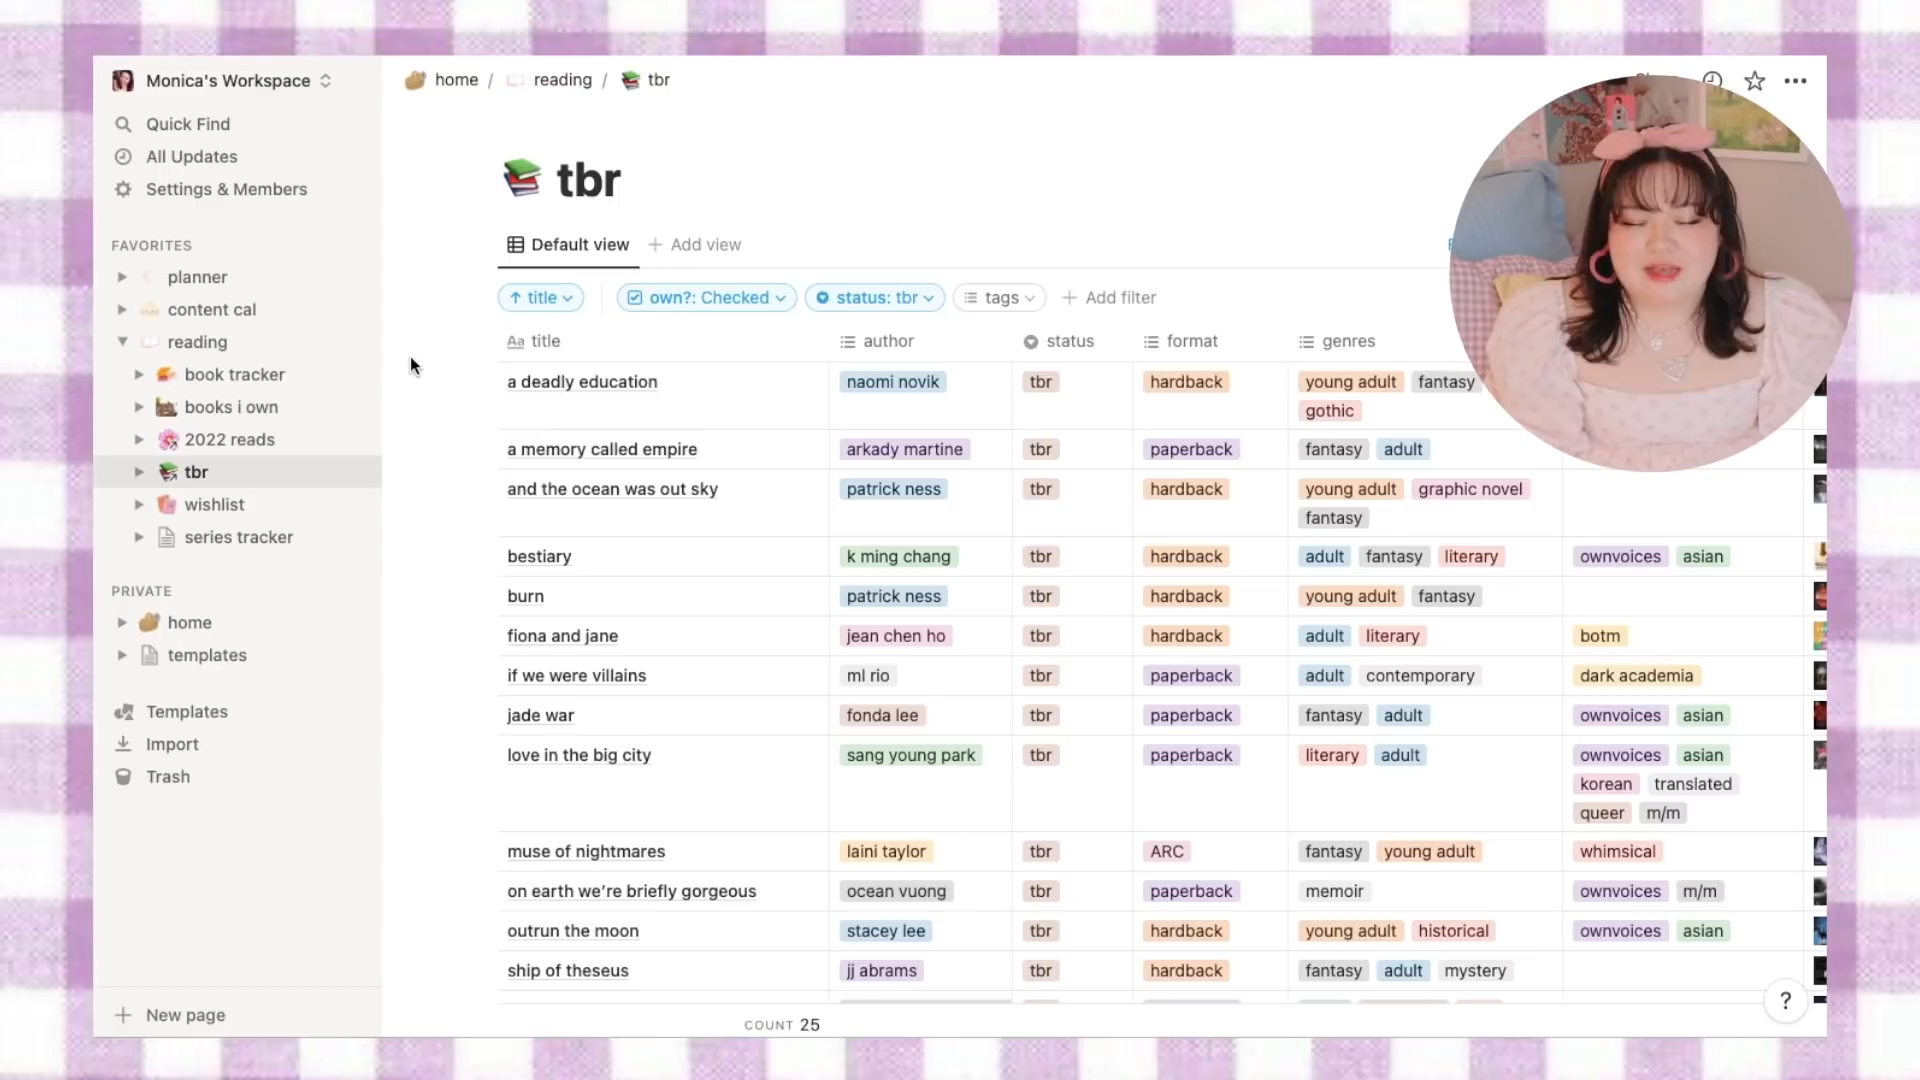 Monica's Workspace
home / reading / tbr
Quick Find
All Updates
Settings & Members
FAVORITES
planner
content cal
reading
book tracker
books i own
2022 reads
tbr
wishlist
series tracker
PRIVATE
home
templates
Templates
Import
Trash
New page
tbr
Default view + Add view
title own?: Checked status: tbr tags + Add filter
Aa title author status format genres
a deadly education naomi novik tbr hardback young adult fantasy
gothic
a memory called empire arkady martine tbr paperback fantasy adult
and the ocean was out sky patrick ness tbr hardback young adult graphic novel
fantasy
bestiary k ming chang tbr hardback adult fantasy literary ownvoices asian
burn patrick ness tbr hardback young adult fantasy
fiona and jane jean chen ho tbr hardback adult literary botm
if we were villains ml rio tbr paperback adult contemporary dark academia
jade war fonda lee tbr paperback fantasy adult ownvoices asian
love in the big city sang young park tbr paperback literary adult ownvoices asian
korean translated
queer m/m
muse of nightmares laini taylor tbr ARC fantasy young adult whimsical
on earth we’re briefly gorgeous ocean vuong tbr paperback memoir ownvoices m/m
outrun the moon stacey lee tbr hardback young adult historical ownvoices asian
ship of theseus jj abrams tbr hardback fantasy adult mystery
COUNT 25
?